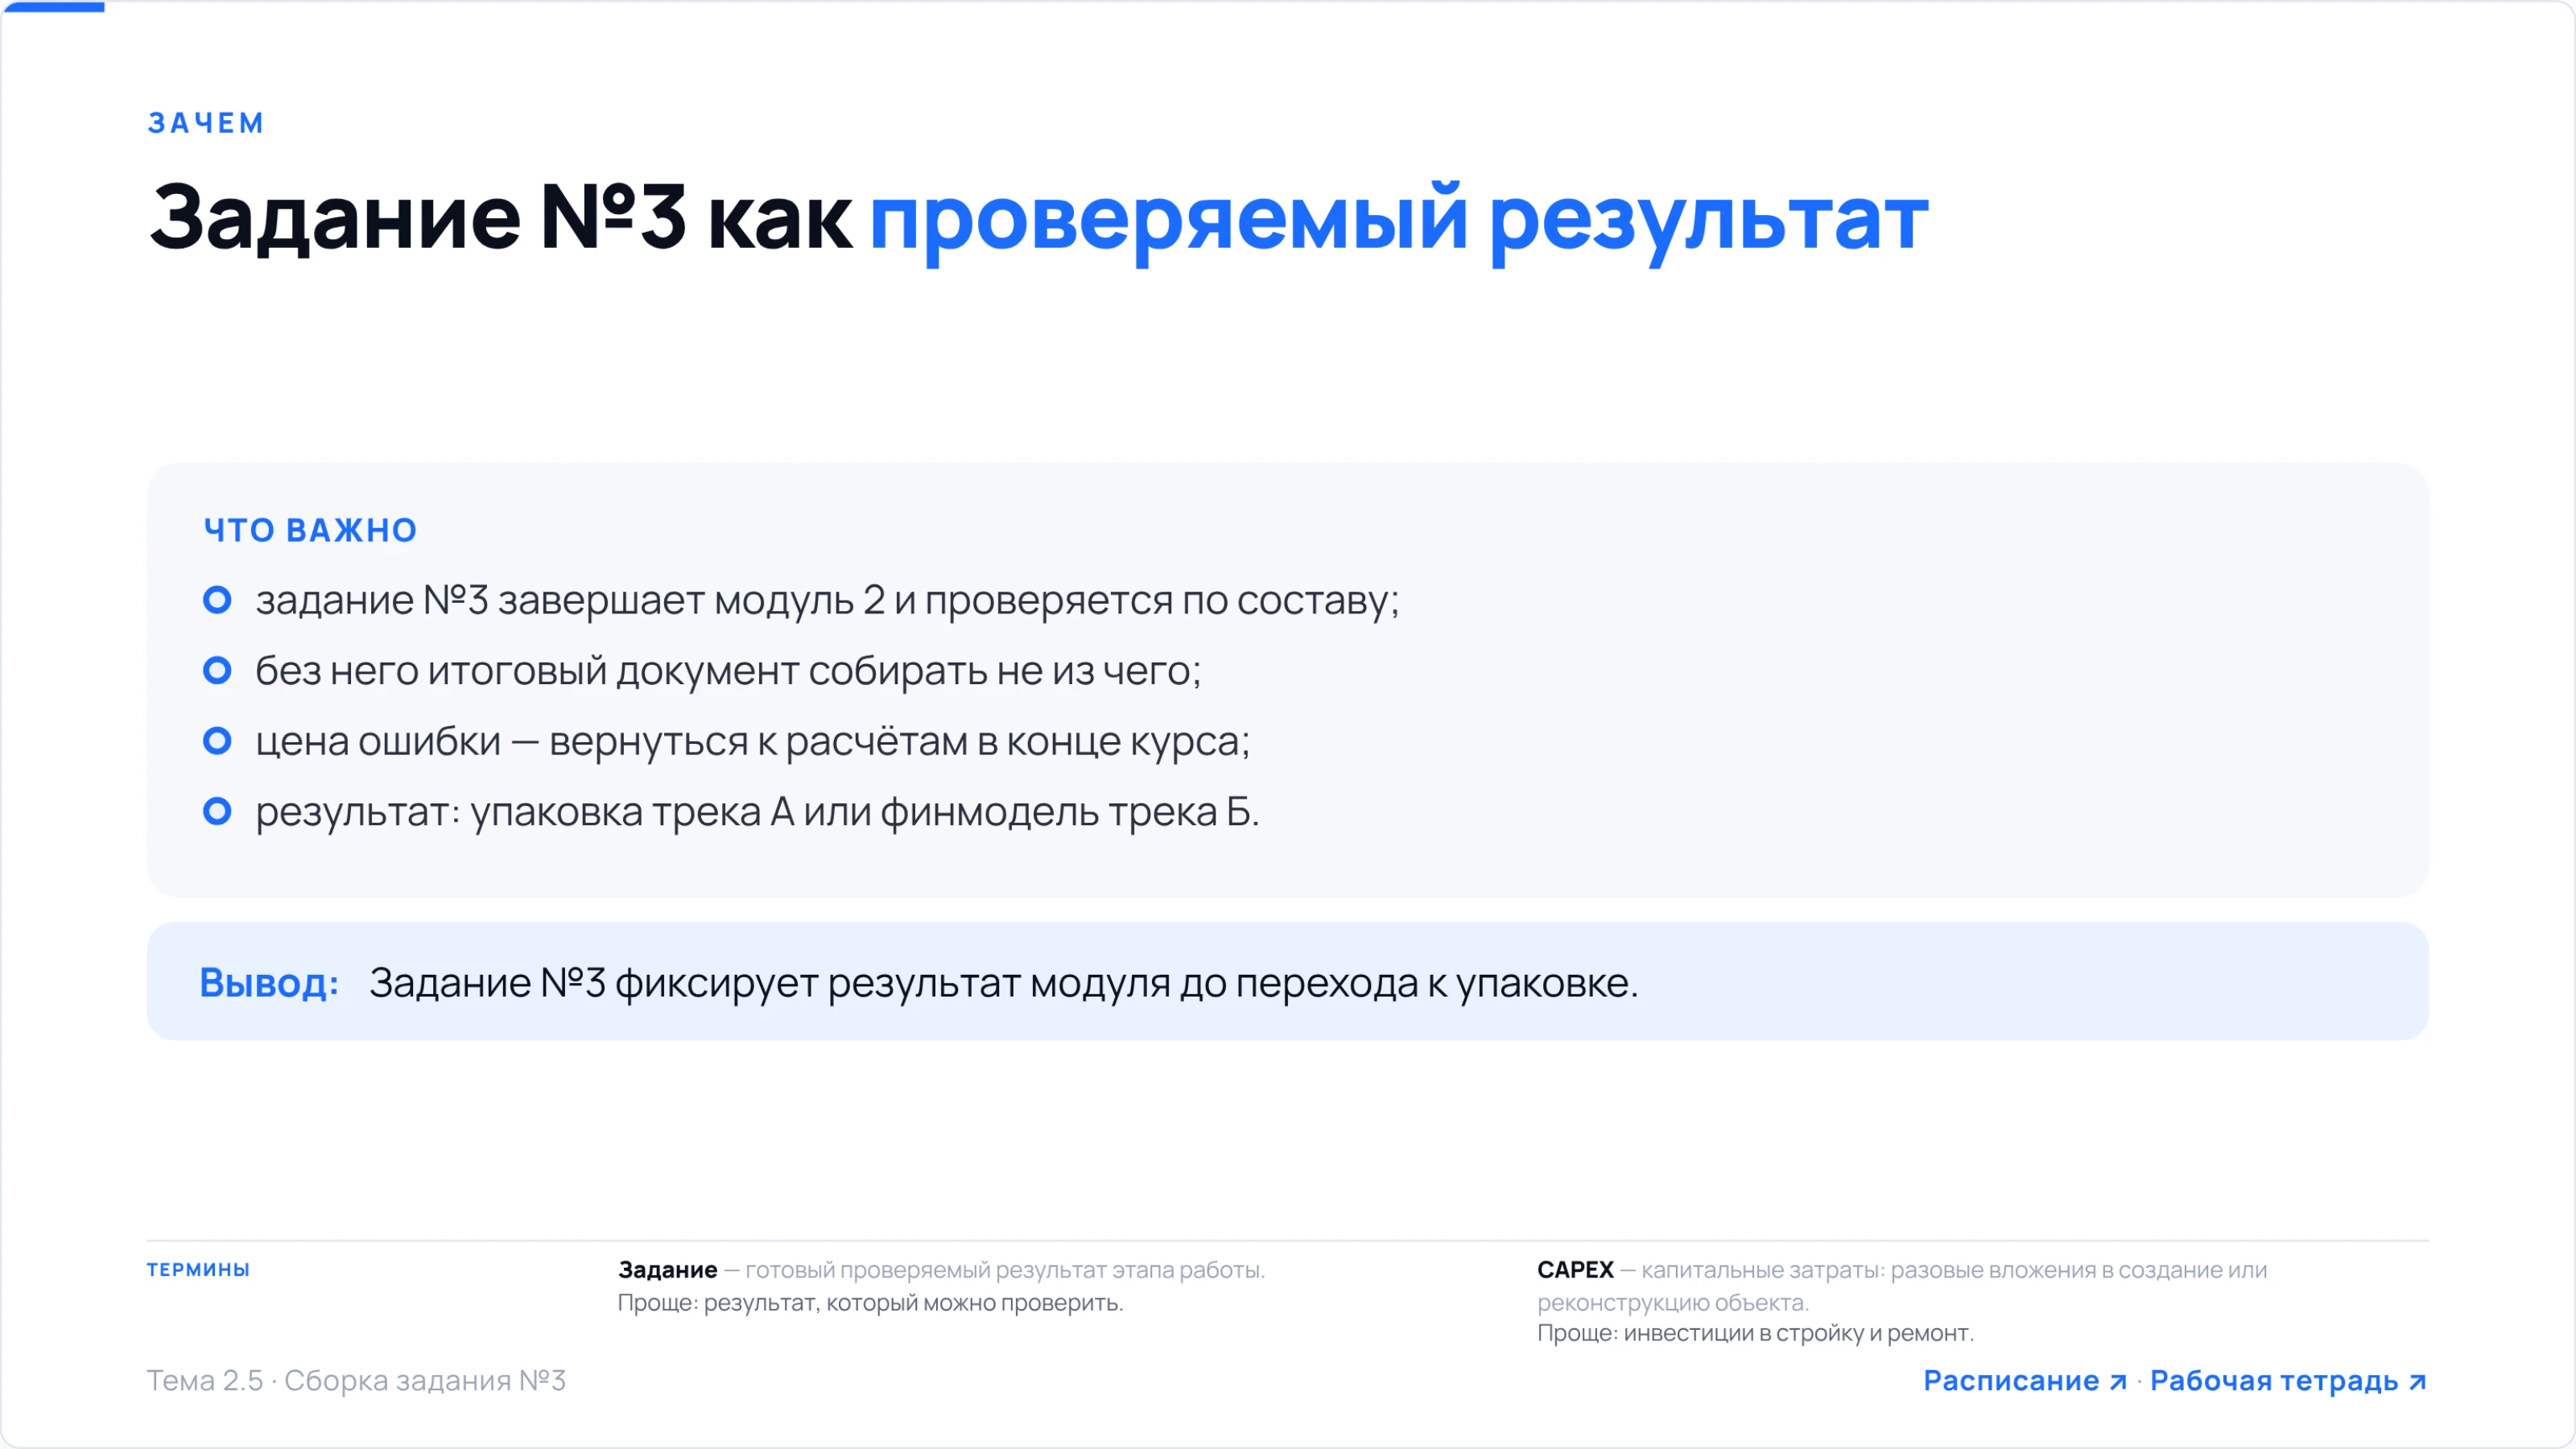 ЗАЧЕМ
Задание №3 как проверяемый результат
ЧТО ВАЖНО
задание №3 завершает модуль 2 и проверяется по составу;
без него итоговый документ собирать не из чего;
цена ошибки — вернуться к расчётам в конце курса;
результат: упаковка трека А или финмодель трека Б.
Вывод: Задание №3 фиксирует результат модуля до перехода к упаковке.
ТЕРМИНЫ
Задание — готовый проверяемый результат этапа работы.
Проще: результат, который можно проверить.
CAPEX — капитальные затраты: разовые вложения в создание или
реконструкцию объекта.
Проще: инвестиции в стройку и ремонт.
Тема 2.5 · Сборка задания №3
Расписание ↗ · Рабочая тетрадь ↗